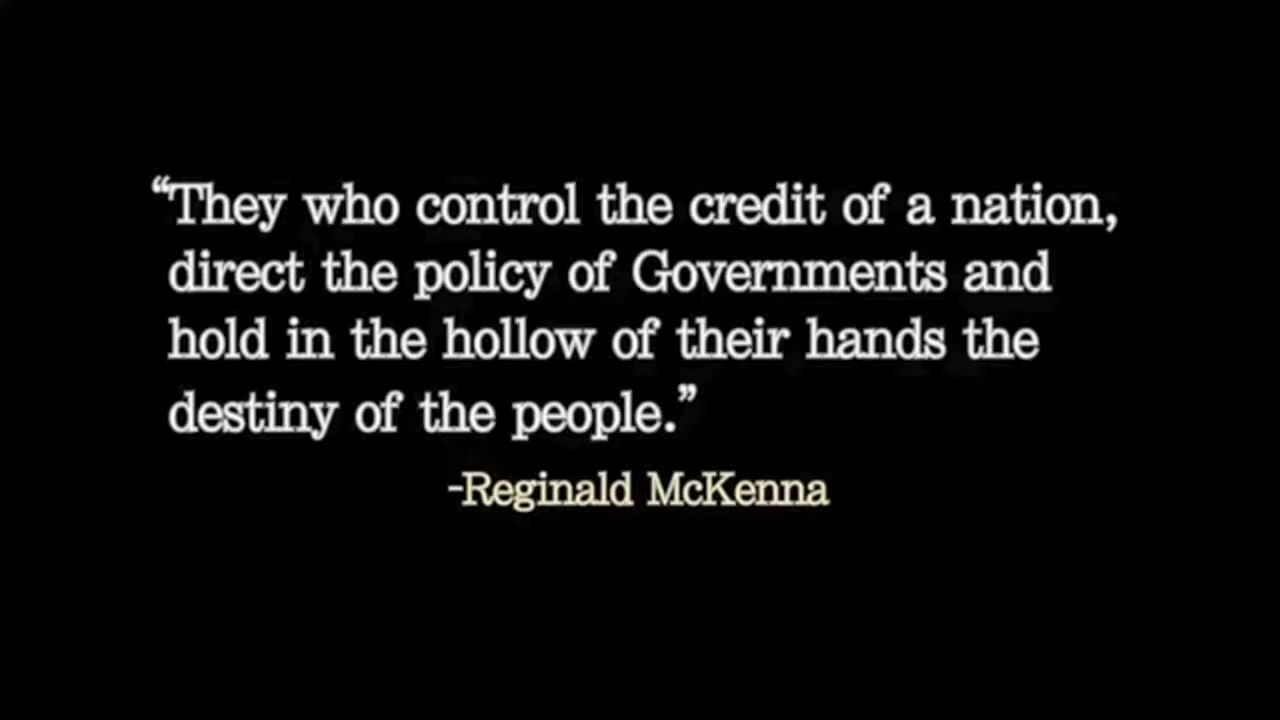 “They who control the credit of a nation,
direct the policy of Governments and
hold in the hollow of their hands the
destiny of the people.”
-Reginald McKenna